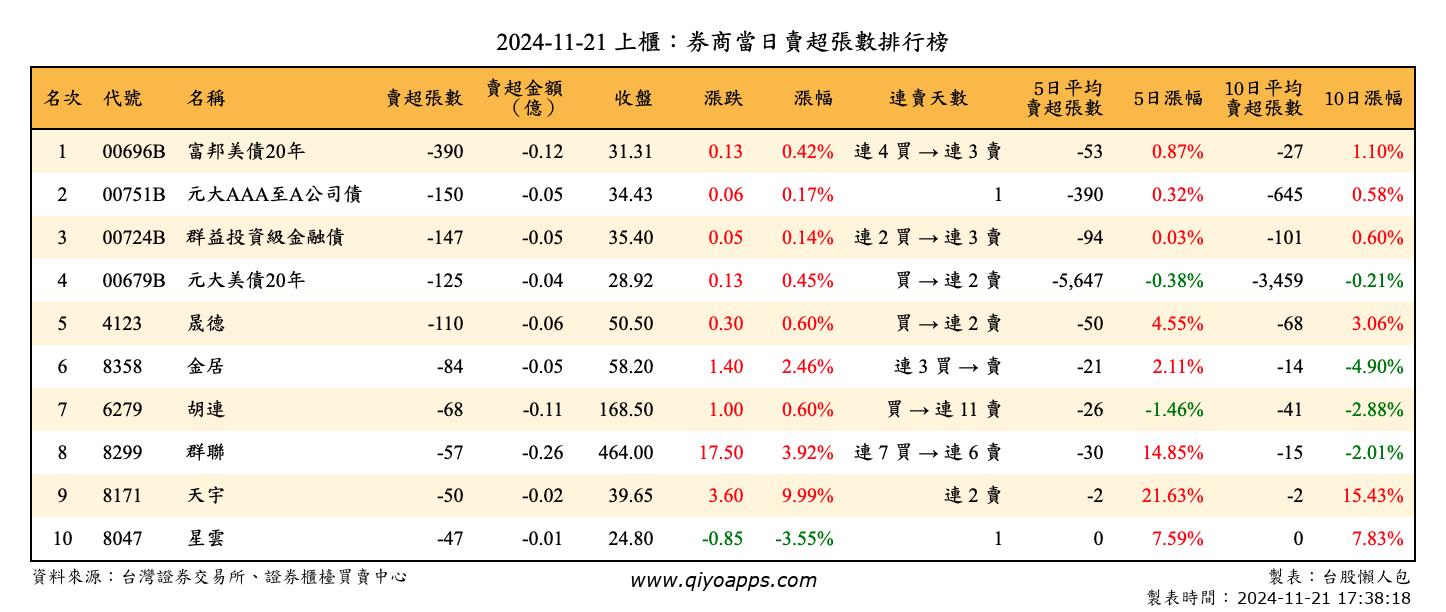 2024-11-21 上櫃：券商當日賣超張數排行榜
名次 代號 名稱 賣超張數 賣超金額（億） 收盤 漲跌 漲幅 連賣天數 5日平均賣超張數 5日漲幅 10日平均賣超張數 10日漲幅
1 00696B 富邦美債20年 -390 -0.12 31.31 0.13 0.42% 連 4 買 → 連 3 賣 -53 0.87% -27 1.10%
2 00751B 元大AAA至A公司債 -150 -0.05 34.43 0.06 0.17% 1 -390 0.32% -645 0.58%
3 00724B 群益投資級金融債 -147 -0.05 35.40 0.05 0.14% 連 2 買 → 連 3 賣 -94 0.03% -101 0.60%
4 00679B 元大美債20年 -125 -0.04 28.92 0.13 0.45% 買 → 連 2 賣 -5,647 -0.38% -3,459 -0.21%
5 4123 晟德 -110 -0.06 50.50 0.30 0.60% 買 → 連 2 賣 -50 4.55% -68 3.06%
6 8358 金居 -84 -0.05 58.20 1.40 2.46% 連 3 買 → 賣 -21 2.11% -14 -4.90%
7 6279 胡連 -68 -0.11 168.50 1.00 0.60% 買 → 連 11 賣 -26 -1.46% -41 -2.88%
8 8299 群聯 -57 -0.26 464.00 17.50 3.92% 連 7 買 → 連 6 賣 -30 14.85% -15 -2.01%
9 8171 天宇 -50 -0.02 39.65 3.60 9.99% 連 2 賣 -2 21.63% -2 15.43%
10 8047 星雲 -47 -0.01 24.80 -0.85 -3.55% 1 0 7.59% 0 7.83%
資料來源：台灣證券交易所、證券櫃檯買賣中心 www.qiyoapps.com 製表：台股懶人包
製表時間：2024-11-21 17:38:18